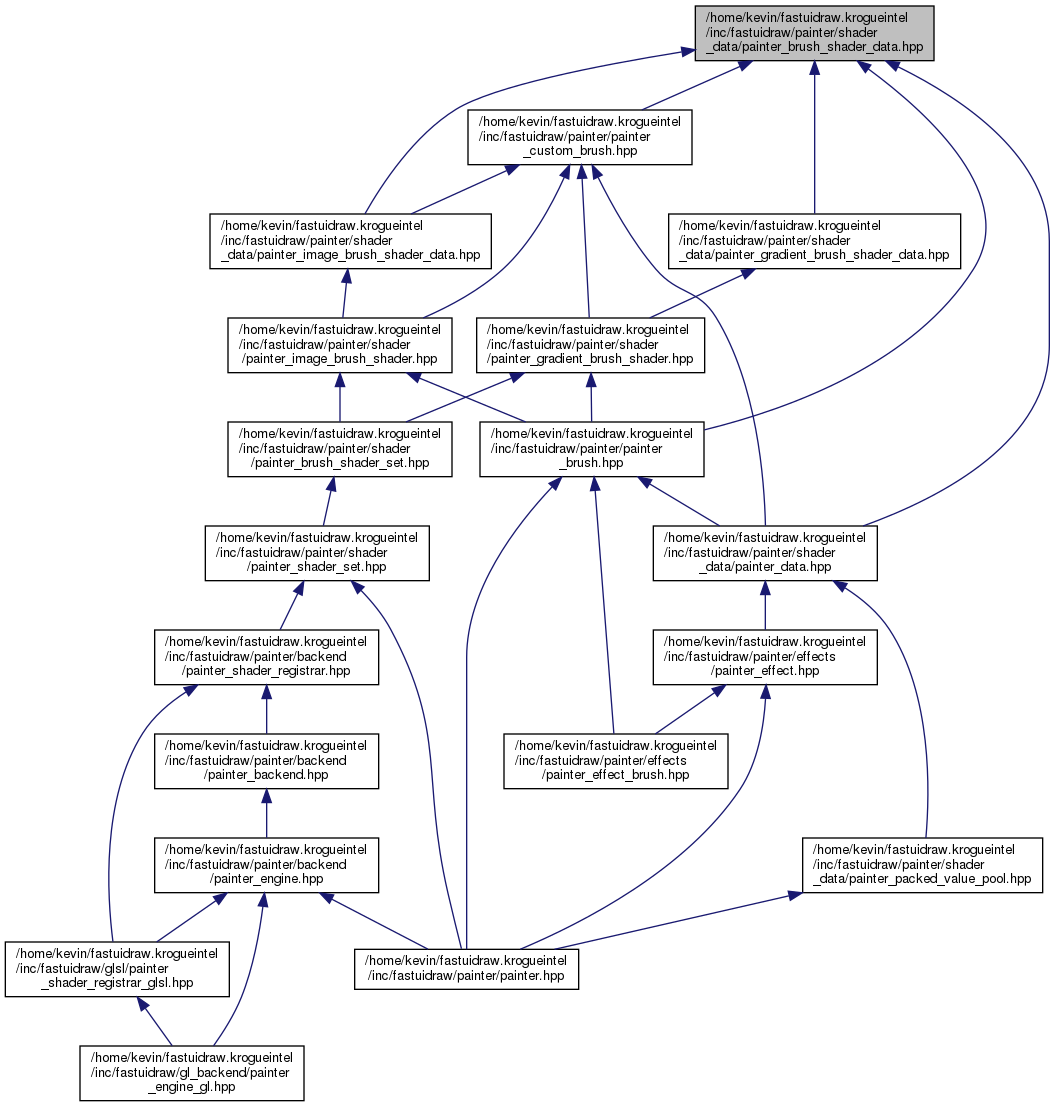 /home/kevin/fastuidraw.krogueintel
/inc/fastuidraw/painter/shader
_data/painter_brush_shader_data.hpp
/home/kevin/fastuidraw.krogueintel
/inc/fastuidraw/painter/painter
_custom_brush.hpp
/home/kevin/fastuidraw.krogueintel
/inc/fastuidraw/painter/shader
_data/painter_image_brush_shader_data.hpp
/home/kevin/fastuidraw.krogueintel
/inc/fastuidraw/painter/shader
_data/painter_gradient_brush_shader_data.hpp
/home/kevin/fastuidraw.krogueintel
/inc/fastuidraw/painter/shader
/painter_image_brush_shader.hpp
/home/kevin/fastuidraw.krogueintel
/inc/fastuidraw/painter/shader
/painter_gradient_brush_shader.hpp
/home/kevin/fastuidraw.krogueintel
/inc/fastuidraw/painter/shader
/painter_brush_shader_set.hpp
/home/kevin/fastuidraw.krogueintel
/inc/fastuidraw/painter/painter
_brush.hpp
/home/kevin/fastuidraw.krogueintel
/inc/fastuidraw/painter/shader
/painter_shader_set.hpp
/home/kevin/fastuidraw.krogueintel
/inc/fastuidraw/painter/shader
_data/painter_data.hpp
/home/kevin/fastuidraw.krogueintel
/inc/fastuidraw/painter/backend
/painter_shader_registrar.hpp
/home/kevin/fastuidraw.krogueintel
/inc/fastuidraw/painter/effects
/painter_effect.hpp
/home/kevin/fastuidraw.krogueintel
/inc/fastuidraw/painter/backend
/painter_backend.hpp
/home/kevin/fastuidraw.krogueintel
/inc/fastuidraw/painter/effects
/painter_effect_brush.hpp
/home/kevin/fastuidraw.krogueintel
/inc/fastuidraw/painter/backend
/painter_engine.hpp
/home/kevin/fastuidraw.krogueintel
/inc/fastuidraw/painter/shader
_data/painter_packed_value_pool.hpp
/home/kevin/fastuidraw.krogueintel
/inc/fastuidraw/glsl/painter
_shader_registrar_glsl.hpp
/home/kevin/fastuidraw.krogueintel
/inc/fastuidraw/painter/painter.hpp
/home/kevin/fastuidraw.krogueintel
/inc/fastuidraw/gl_backend/painter
_engine_gl.hpp